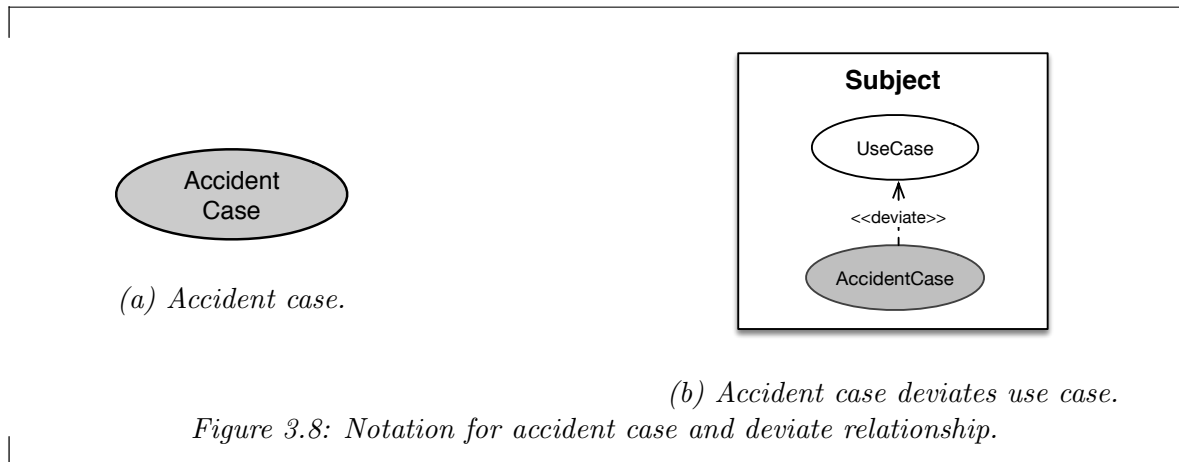 Accident
Case
(a) Accident case.
Subject
UseCase
<<deviate>>
AccidentCase
(b) Accident case deviates use case.
Figure 3.8: Notation for accident case and deviate relationship.